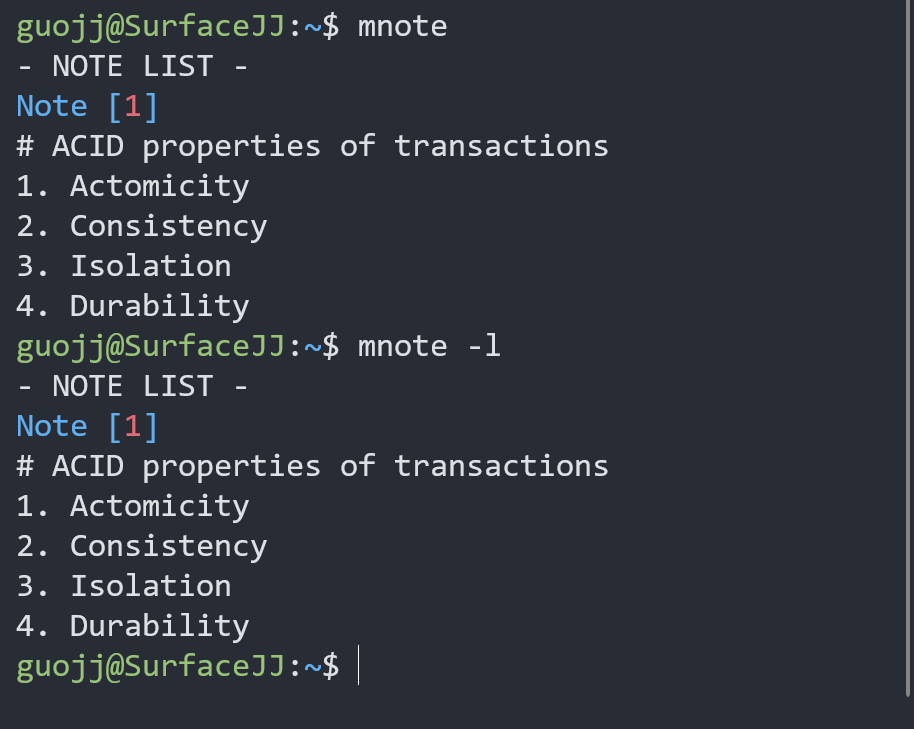 guojj@SurfaceJJ:~$ mnote
- NOTE LIST -
Note [1]
# ACID properties of transactions
1. Actomicity
2. Consistency
3. Isolation
4. Durability
guojj@SurfaceJJ:~$ mnote -l
- NOTE LIST -
Note [1]
# ACID properties of transactions
1. Actomicity
2. Consistency
3. Isolation
4. Durability
guojj@SurfaceJJ:~$